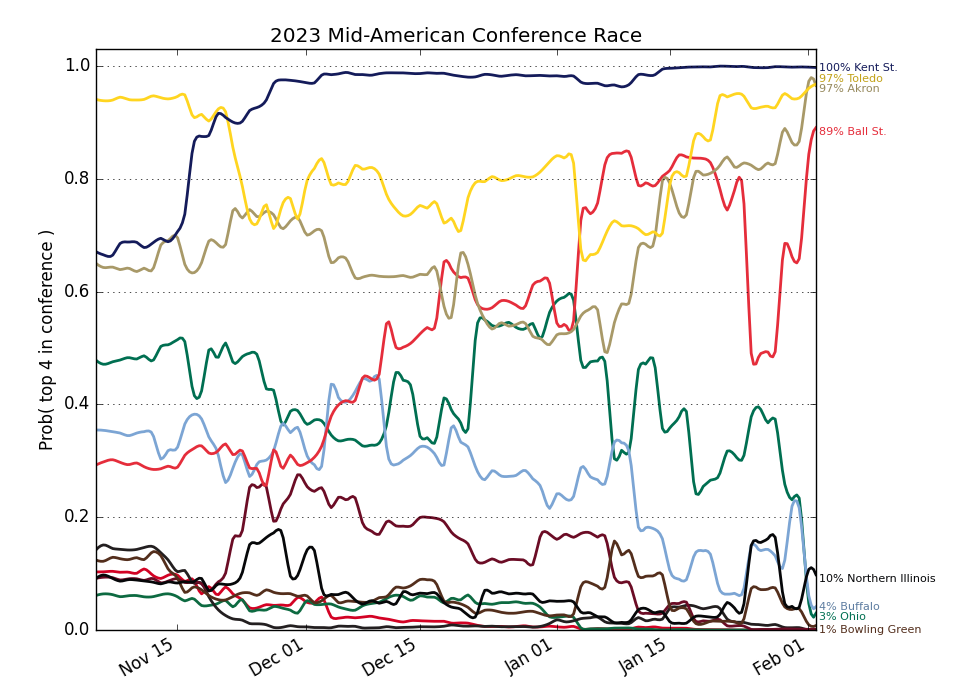 2023 Mid-American Conference Race
Prob( top 4 in conference )
1.0
0.8
0.6
0.4
0.2
0.0
Nov 15
Dec 01
Dec 15
Jan 01
Jan 15
Feb 01
100% Kent St.
97% Toledo
97% Akron
89% Ball St.
10% Northern Illinois
4% Buffalo
3% Ohio
1% Bowling Green